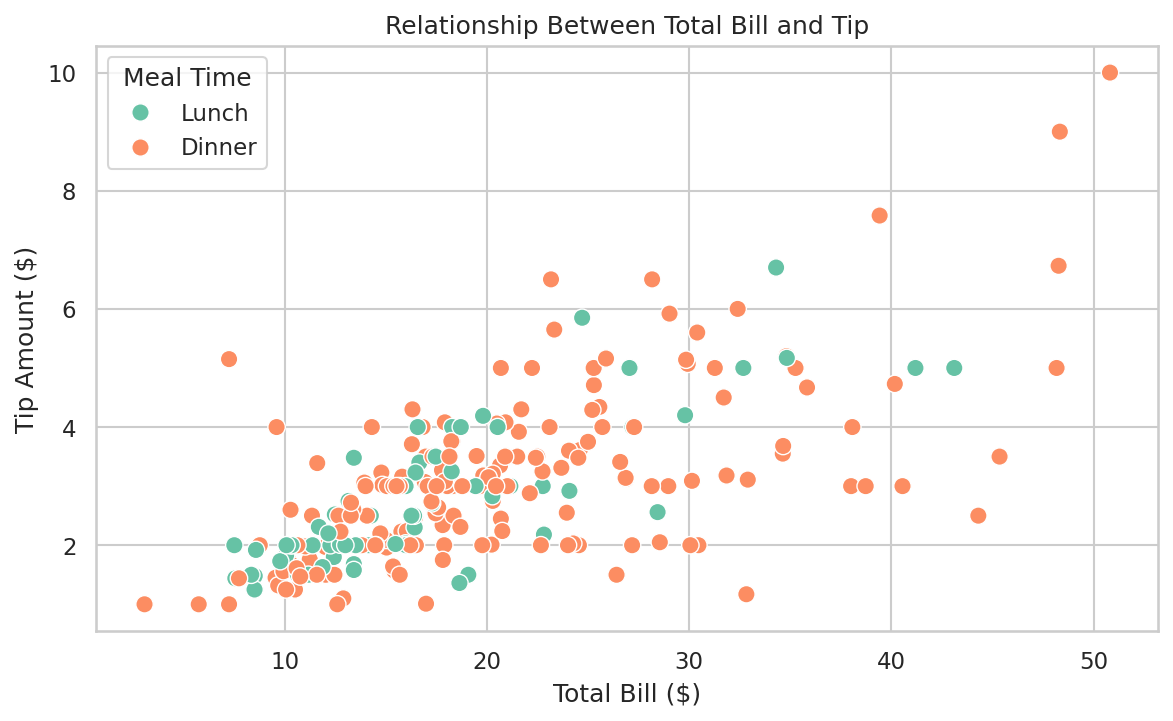 Relationship Between Total Bill and Tip
Meal Time
Lunch
Dinner
Tip Amount ($)
10
8
6
4
2
10
20
30
40
50
Total Bill ($)